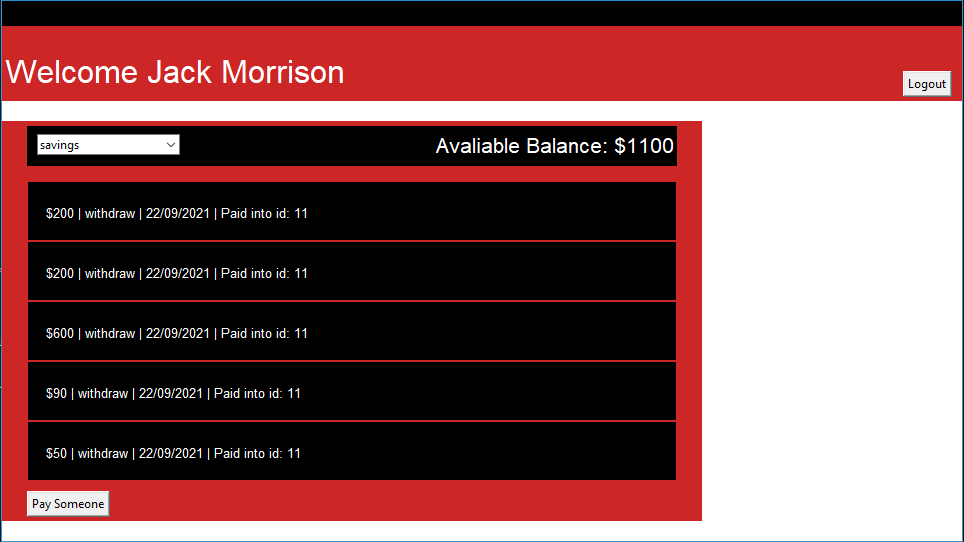 Welcome Jack Morrison
Logout
savings
Avaliable Balance: $1100
$200 | withdraw | 22/09/2021 | Paid into id: 11
$200 | withdraw | 22/09/2021 | Paid into id: 11
$600 | withdraw | 22/09/2021 | Paid into id: 11
$90 | withdraw | 22/09/2021 | Paid into id: 11
$50 | withdraw | 22/09/2021 | Paid into id: 11
Pay Someone